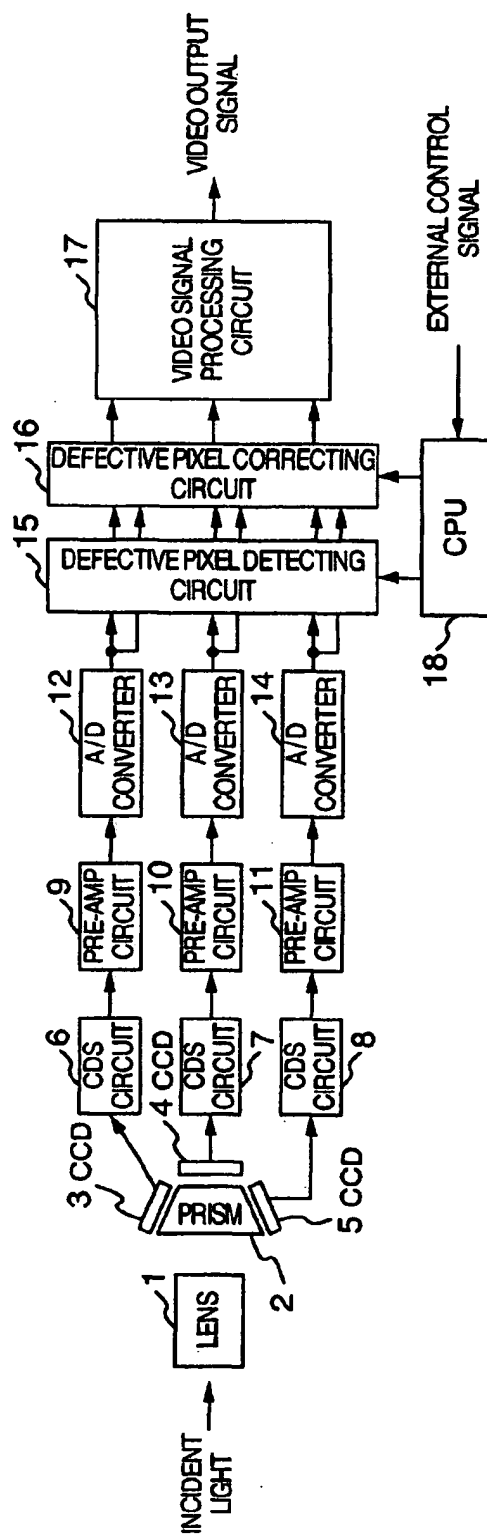 INCIDENT
LIGHT
1
LENS
2
PRISM
3 CCD
4 CCD
5 CCD
6
CDS
CIRCUIT
7
CDS
CIRCUIT
8
CDS
CIRCUIT
9
PRE-AMP
CIRCUIT
10
PRE-AMP
CIRCUIT
11
PRE-AMP
CIRCUIT
12
A/D
CONVERTER
13
A/D
CONVERTER
14
A/D
CONVERTER
15
DEFECTIVE PIXEL DETECTING
CIRCUIT
16
DEFECTIVE PIXEL CORRECTING
CIRCUIT
17
VIDEO SIGNAL
PROCESSING
CIRCUIT
VIDEO OUTPUT
SIGNAL
18
CPU
EXTERNAL CONTROL
SIGNAL